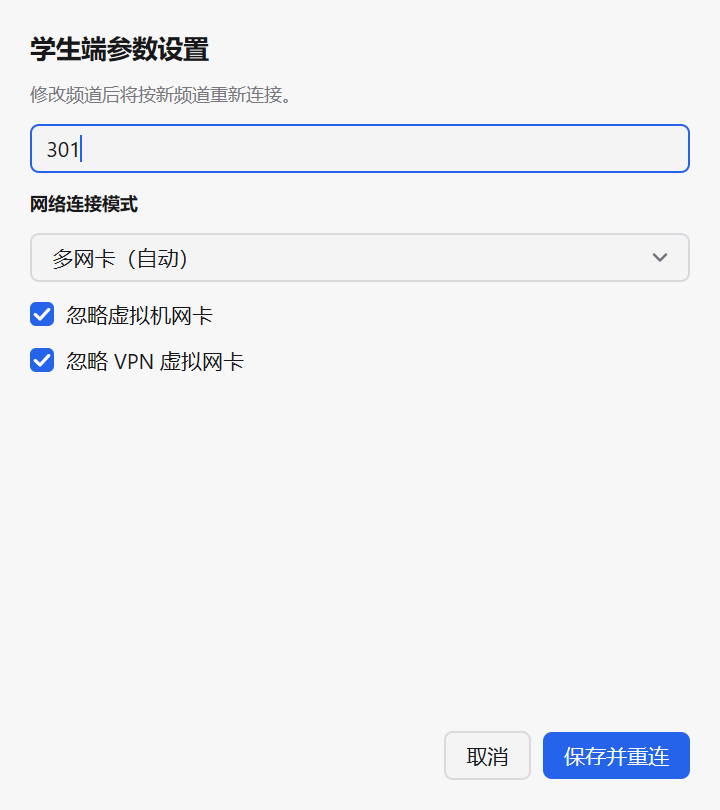 学生端参数设置
修改频道后将按新频道重新连接。
301
网络连接模式
多网卡（自动）
忽略虚拟机网卡
忽略 VPN 虚拟网卡
取消
保存并重连